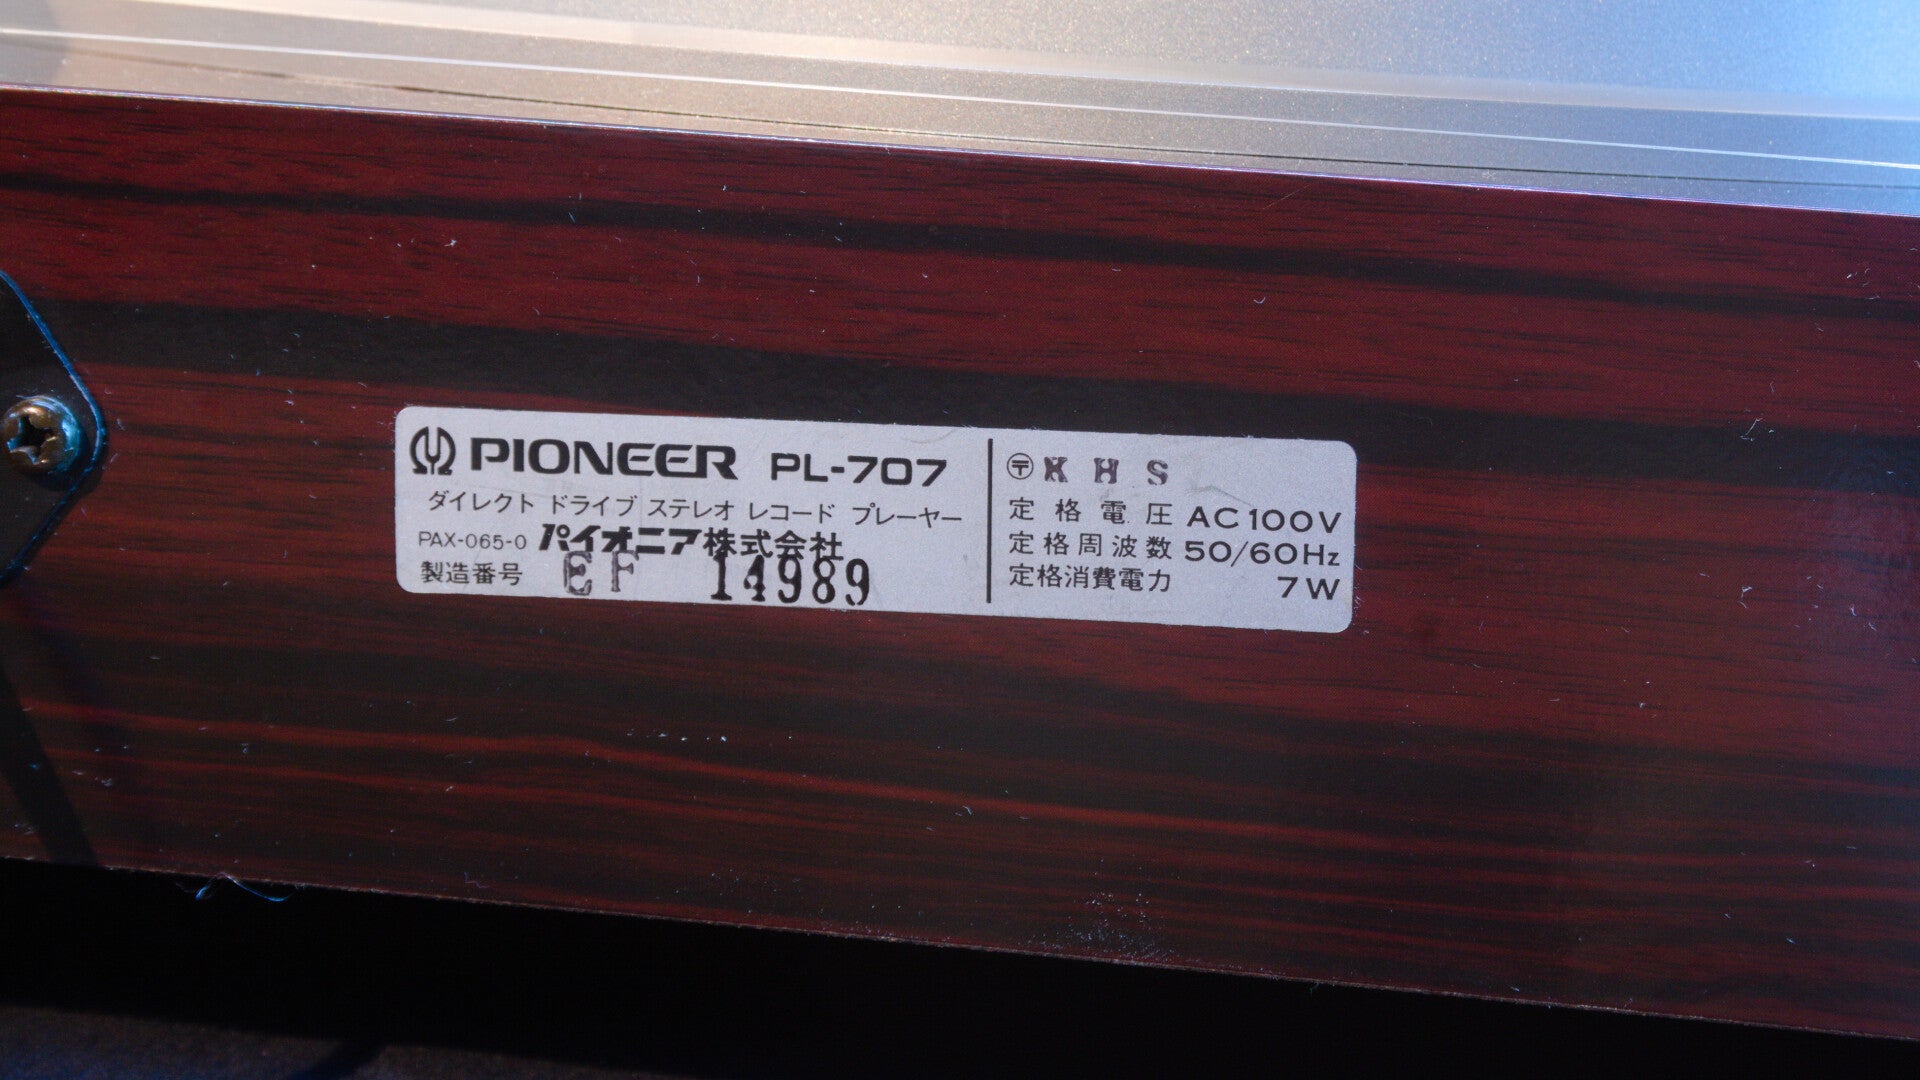 PIONEER PL-707
ダイレクト ドライブ ステレオ レコード プレーヤー
PAX-065-0 パイオニア株式会社
製造番号 EF 14989
〶 KHS
定格電圧 AC100V
定格周波数 50/60Hz
定格消費電力 7W